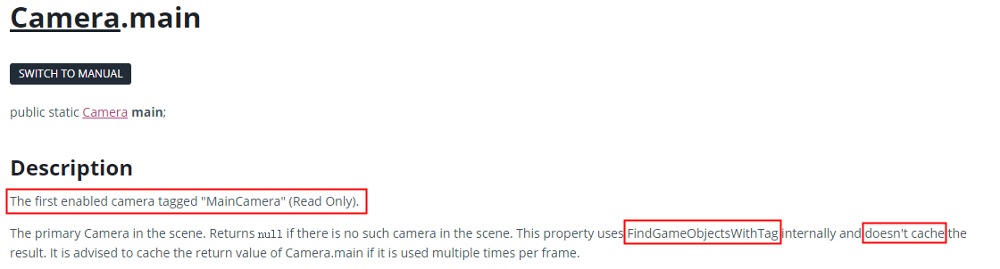 Camera.main
SWITCH TO MANUAL
public static Camera main;
Description
The first enabled camera tagged "MainCamera" (Read Only).
The primary Camera in the scene. Returns null if there is no such camera in the scene. This property uses FindGameObjectsWithTag internally and doesn't cache the
result. It is advised to cache the return value of Camera.main if it is used multiple times per frame.